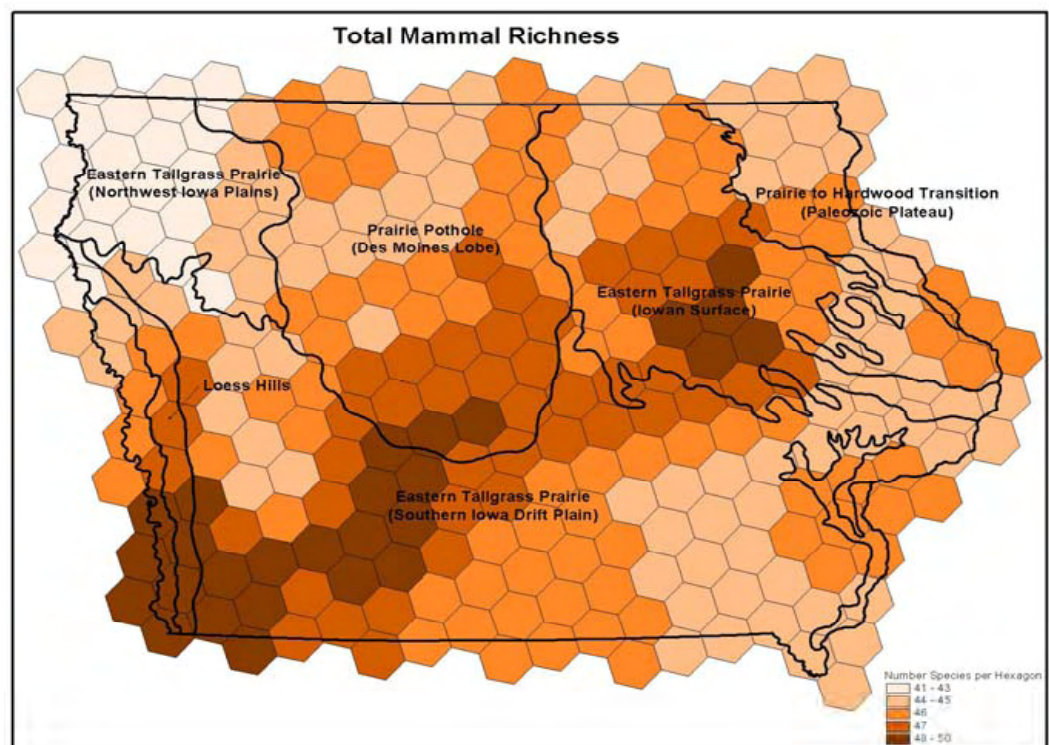 Total Mammal Richness
Eastern Tallgrass Prairie
(Northwest Iowa Plains)
Prairie Pothole
(Des Moines Lobe)
Prairie to Hardwood Transition
(Paleozoic Plateau)
Eastern Tallgrass Prairie
(Iowan Surface)
Loess Hills
Eastern Tallgrass Prairie
(Southern Iowa Drift Plain)
Number Species per Hexagon
41 - 43
44 - 45
46
47
48 - 50